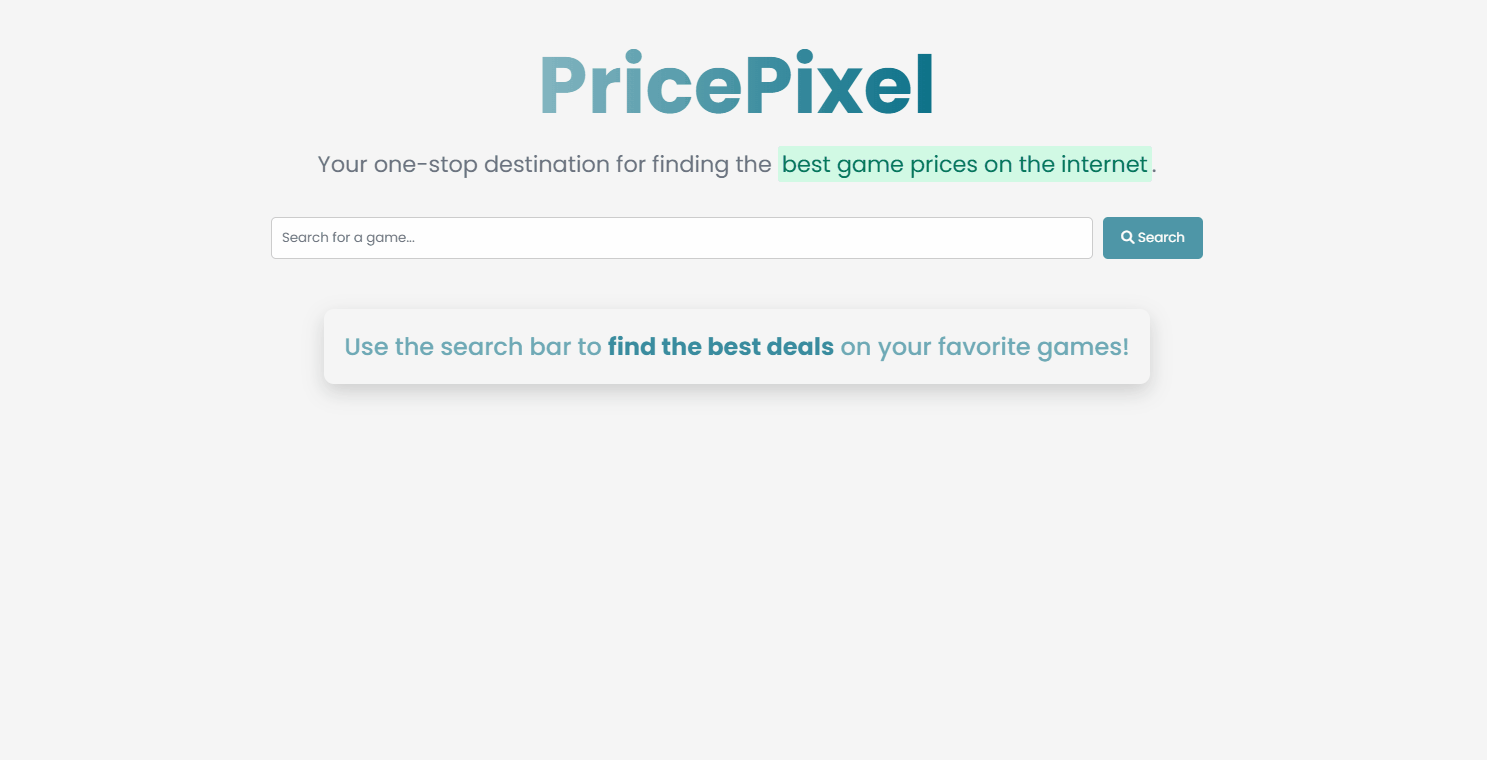 PricePixel
Your one-stop destination for finding the best game prices on the internet.
Search for a game...
Search
Use the search bar to find the best deals on your favorite games!